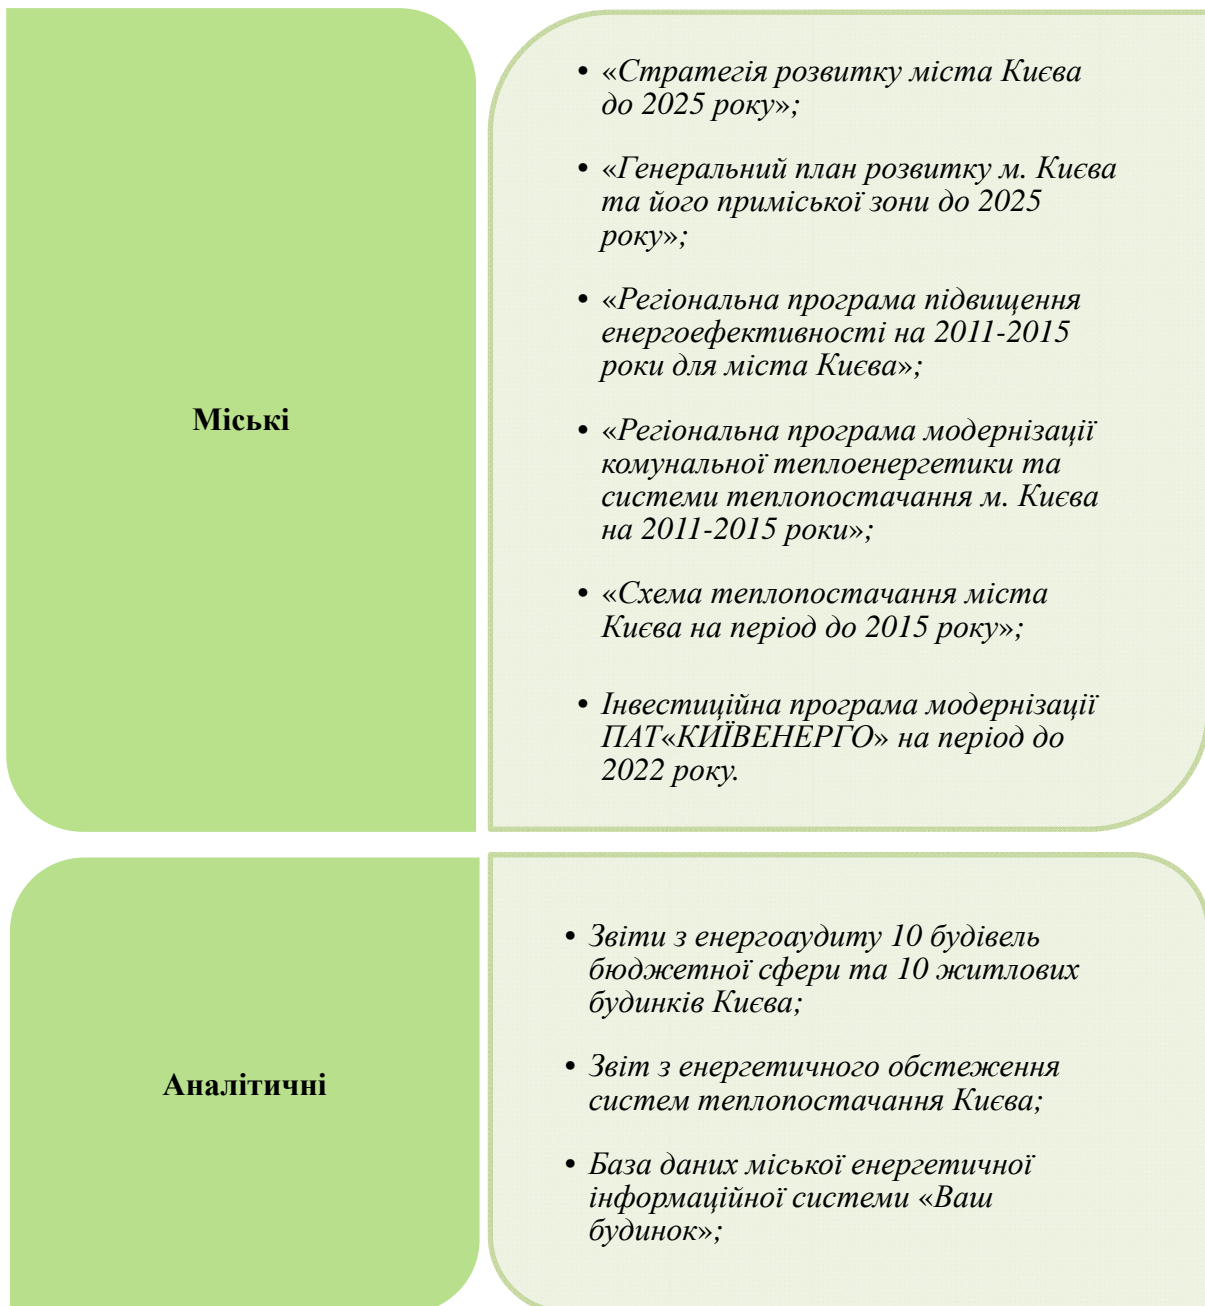 Міські
• «Стратегія розвитку міста Києва
до 2025 року»;
• «Генеральний план розвитку м. Києва
та його приміської зони до 2025
року»;
• «Регіональна програма підвищення
енергоефективності на 2011-2015
роки для міста Києва»;
• «Регіональна програма модернізації
комунальної теплоенергетики та
системи теплопостачання м. Києва
на 2011-2015 роки»;
• «Схема теплопостачання міста
Києва на період до 2015 року»;
• Інвестиційна програма модернізації
ПАТ«КИЇВЕНЕРГО» на період до
2022 року.
Аналітичні
• Звіти з енергоаудиту 10 будівель
бюджетної сфери та 10 житлових
будинків Києва;
• Звіт з енергетичного обстеження
систем теплопостачання Києва;
• База даних міської енергетичної
інформаційної системи «Ваш
будинок»;